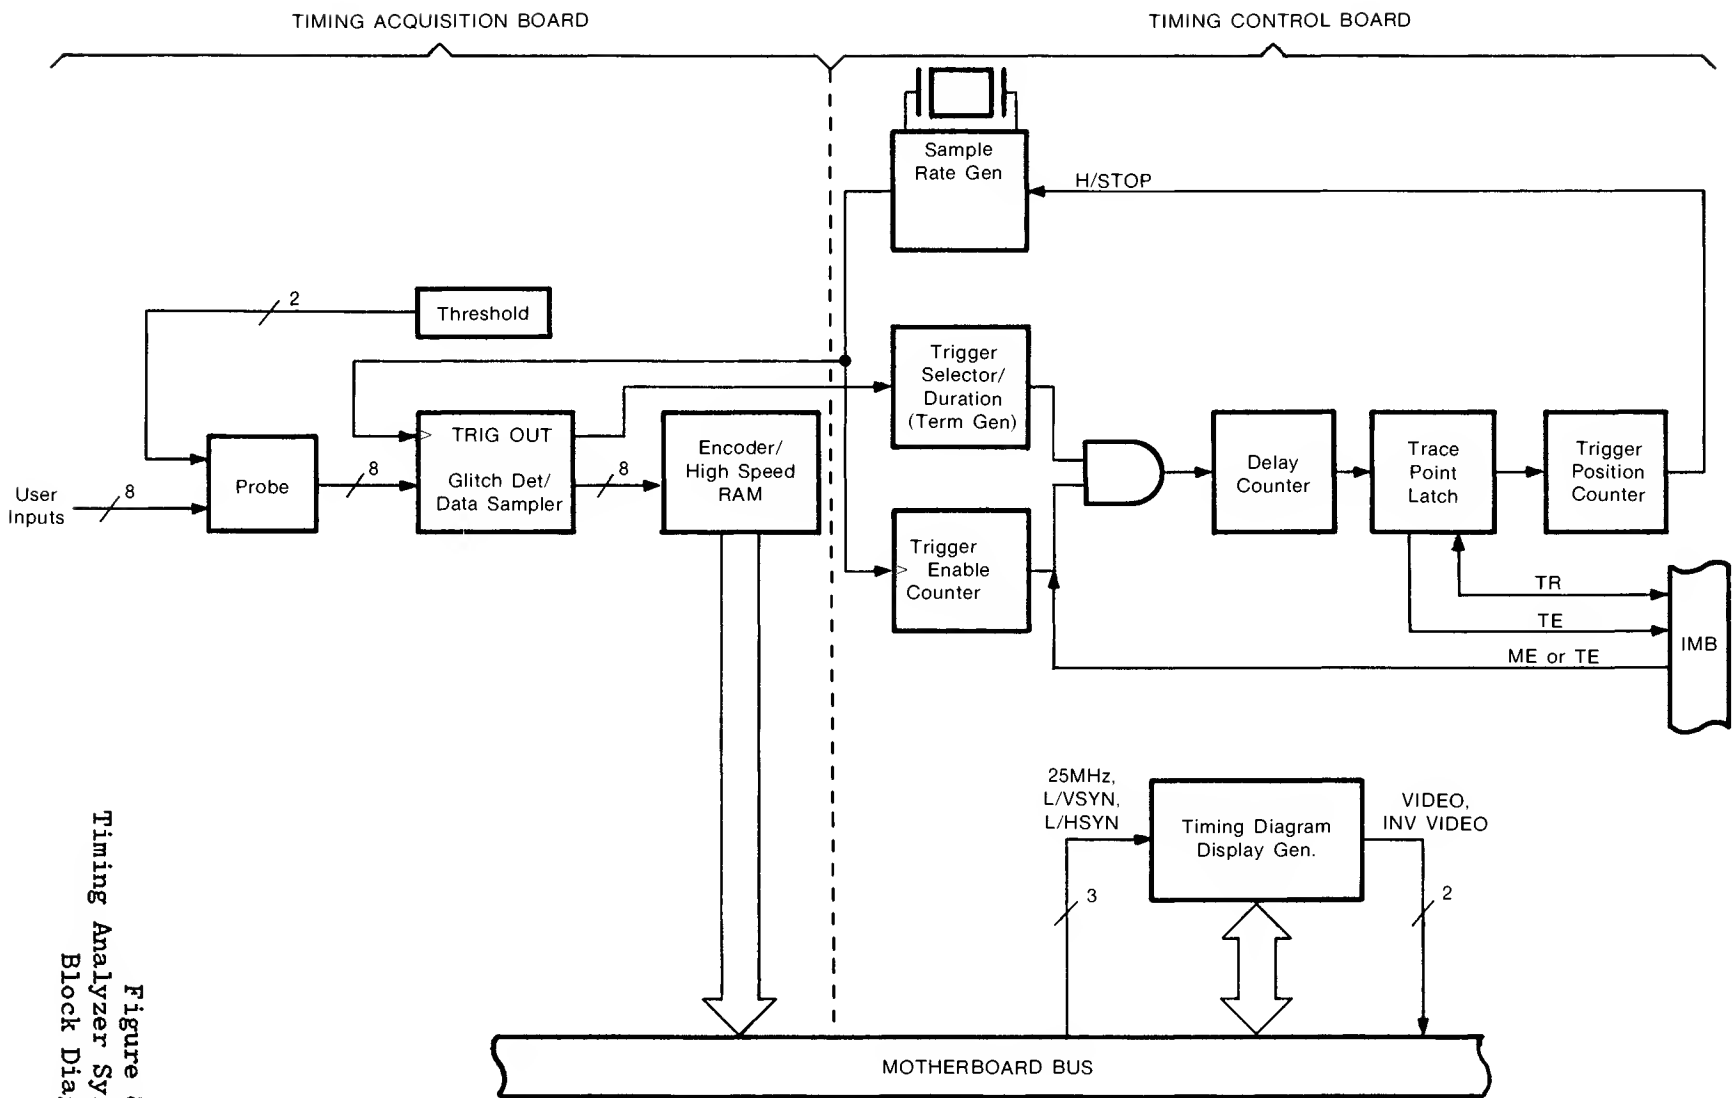 TIMING ACQUISITION BOARD
TIMING CONTROL BOARD
Sample
Rate Gen
H/STOP
2
Threshold
Trigger
Selector/
Duration
(Term Gen)
TRIG OUT
Glitch Det/
Data Sampler
Encoder/
High Speed
RAM
Delay
Counter
Trace
Point
Latch
Trigger
Position
Counter
User
Inputs
8
Probe
8
8
Trigger
Enable
Counter
TR
TE
ME or TE
IMB
25MHz,
L/VSYN,
L/HSYN
Timing Diagram
Display Gen.
VIDEO,
INV VIDEO
3
2
MOTHERBOARD BUS
Figure
Timing Analyzer
Block